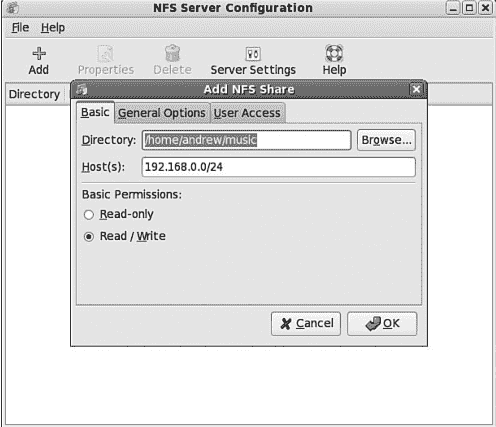 NFS Server Configuration
File Help
Add Properties Delete Server Settings Help
Directory
Add NFS Share
Basic General Options User Access
Directory: /home/andrew/music Browse...
Host(s): 192.168.0.0/24
Basic Permissions:
Read-only
Read / Write
Cancel OK